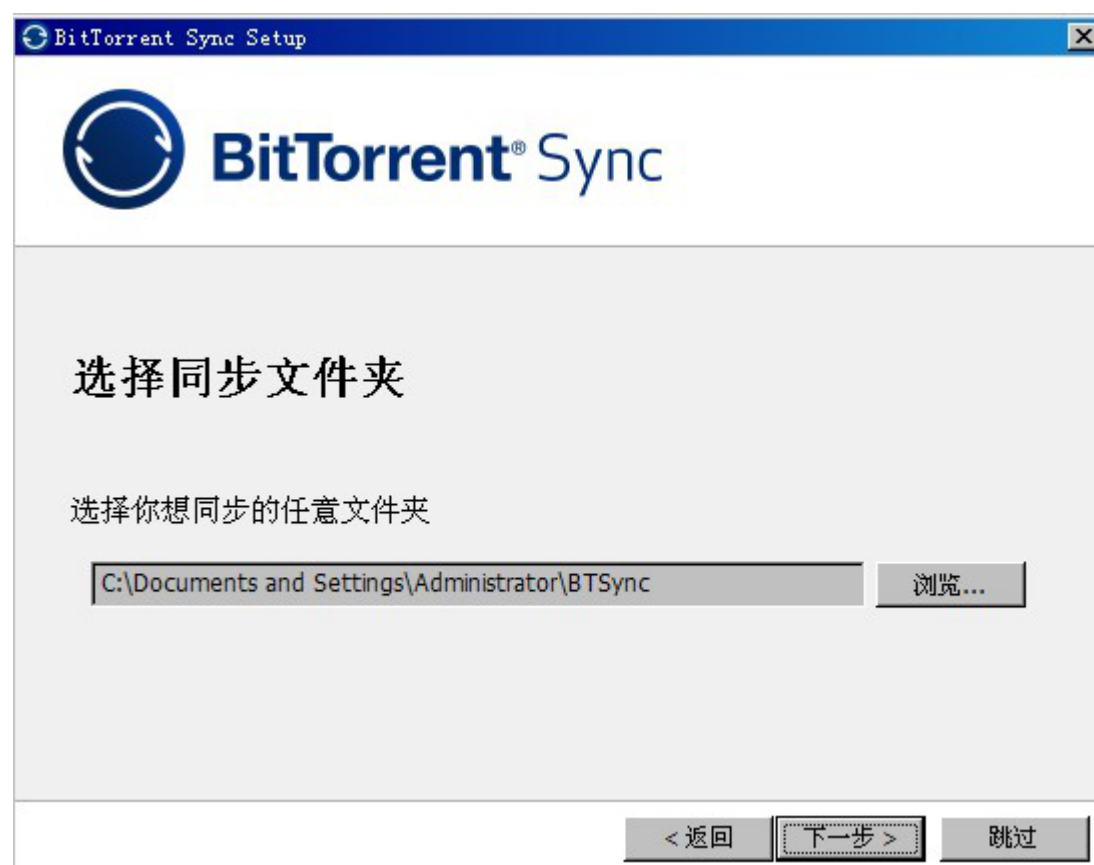 BitTorrent Sync Setup
BitTorrent® Sync
选择同步文件夹
选择你想同步的任意文件夹
C:\Documents and Settings\Administrator\BTSync
浏览...
< 返回
下一步 >
跳过